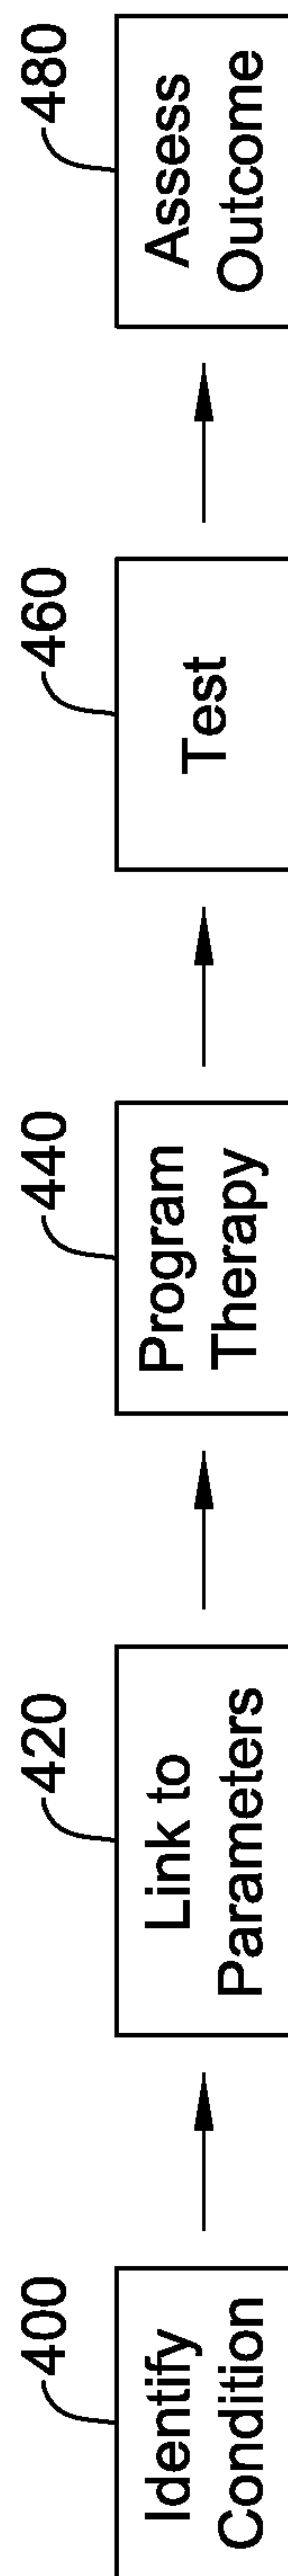 400
Identify
Condition
420
Link to
Parameters
440
Program
Therapy
460
Test
480
Assess
Outcome